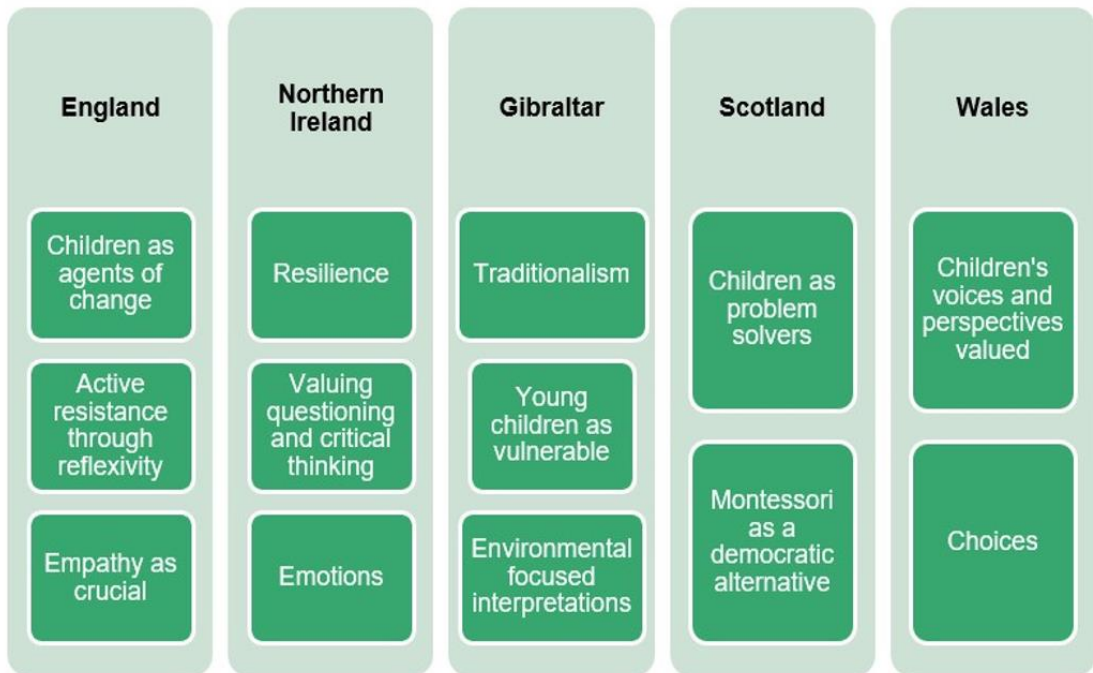 England
Children as
agents of
change
Active
resistance
through
reflexivity
Empathy as
crucial
Northern
Ireland
Resilience
Valuing
questioning
and critical
thinking
Emotions
Gibraltar
Traditionalism
Young
children as
vulnerable
Environmental
focused
interpretations
Scotland
Children as
problem
solvers
Montessori
as a
democratic
alternative
Wales
Children's
voices and
perspectives
valued
Choices